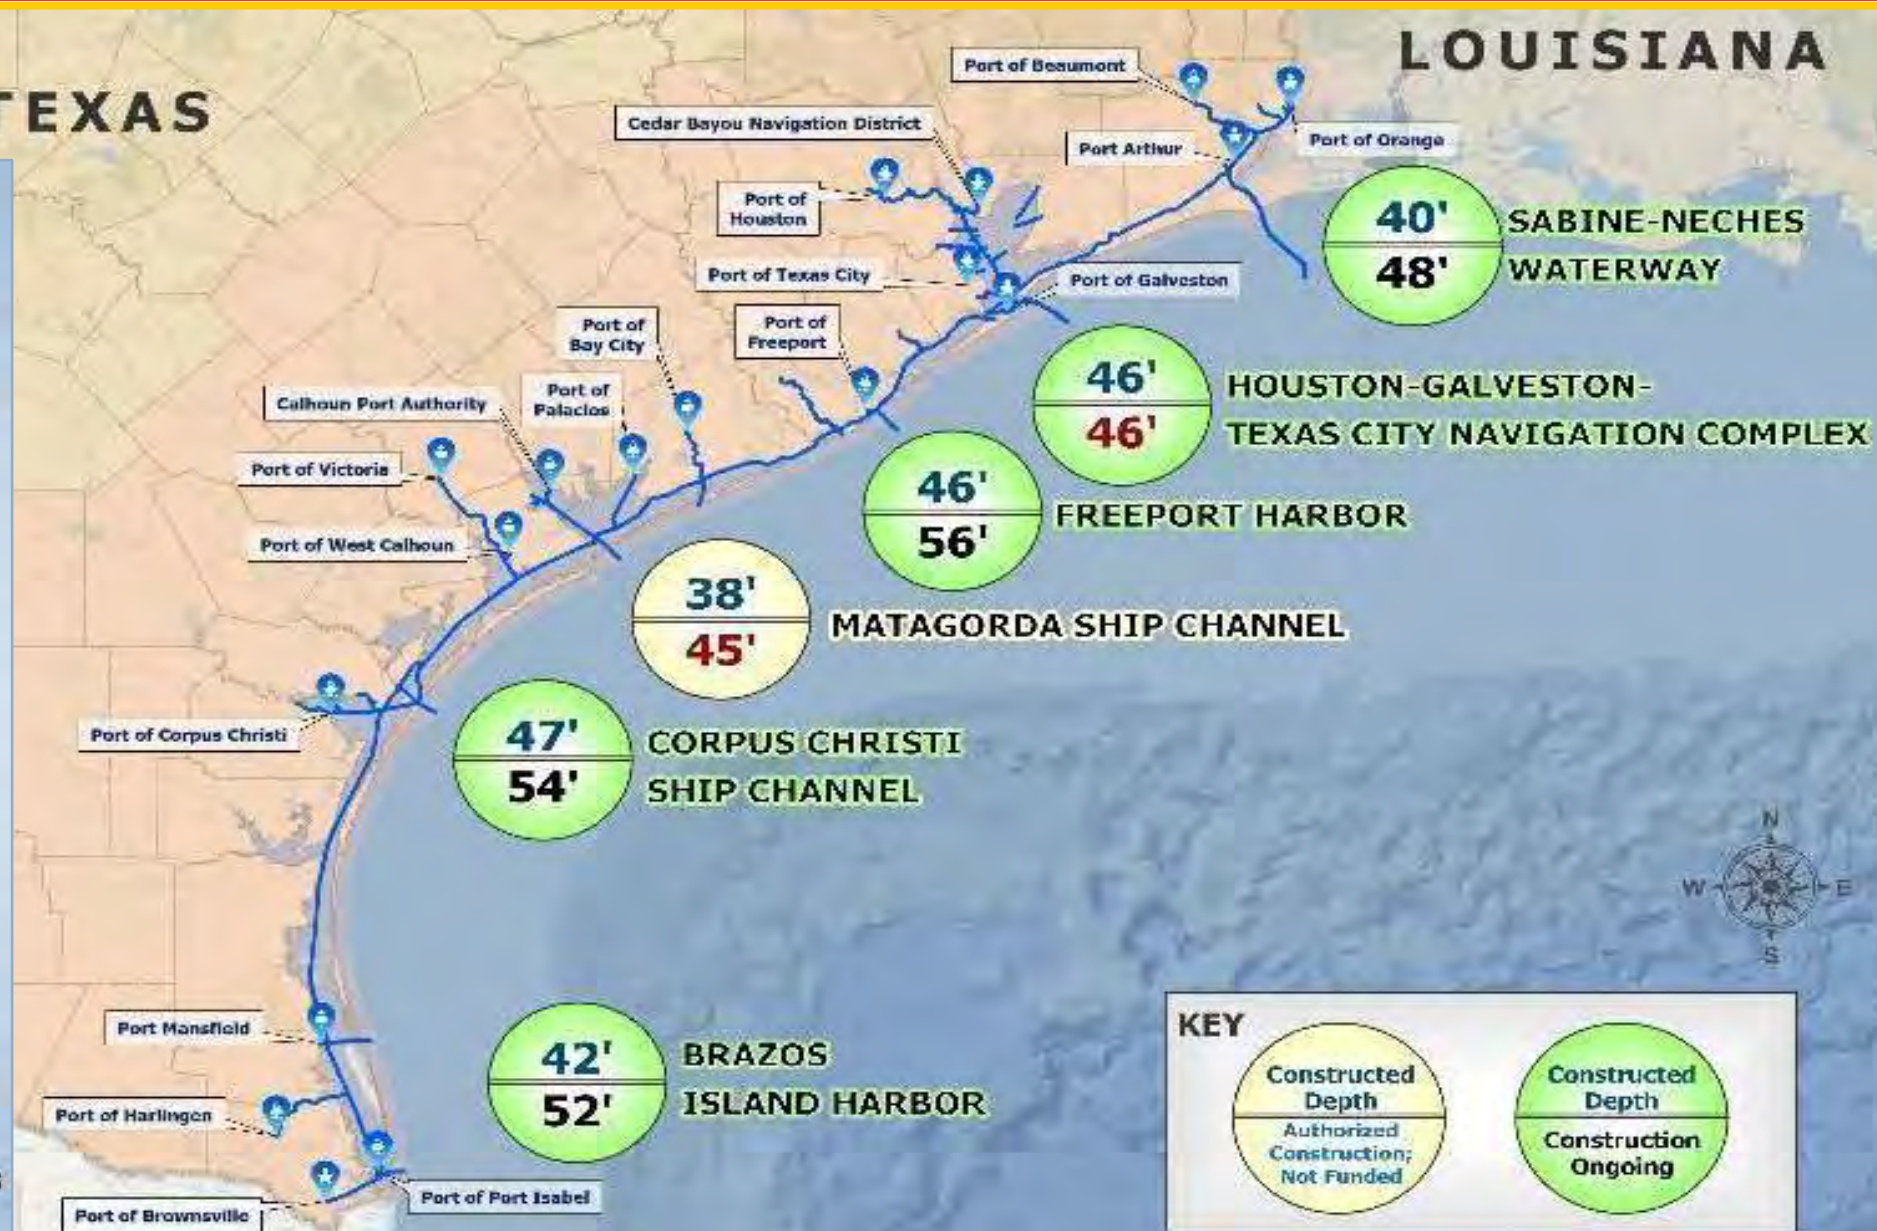 LOUISIANA
TEXAS
Port of Beaumont
Cedar Bayou Navigation District
Port Arthur
Port of Orange
Port of
Houston
40'
48'
SABINE-NECHES
WATERWAY
Port of Texas City
Port of Galveston
Port of
Bay City
Port of
Freeport
46'
46'
HOUSTON-GALVESTON-
TEXAS CITY NAVIGATION COMPLEX
Calhoun Port Authority
Port of
Palacios
Port of Victoria
46'
56'
FREEPORT HARBOR
Port of West Calhoun
38'
45'
MATAGORDA SHIP CHANNEL
Port of Corpus Christi
47'
54'
CORPUS CHRISTI
SHIP CHANNEL
N
W
E
S
Port Mansfield
42'
52'
BRAZOS
ISLAND HARBOR
Port of Harlingen
Port of Port Isabel
Port of Brownsville
KEY
Constructed
Depth
Authorized
Construction;
Not Funded
Constructed
Depth
Construction
Ongoing